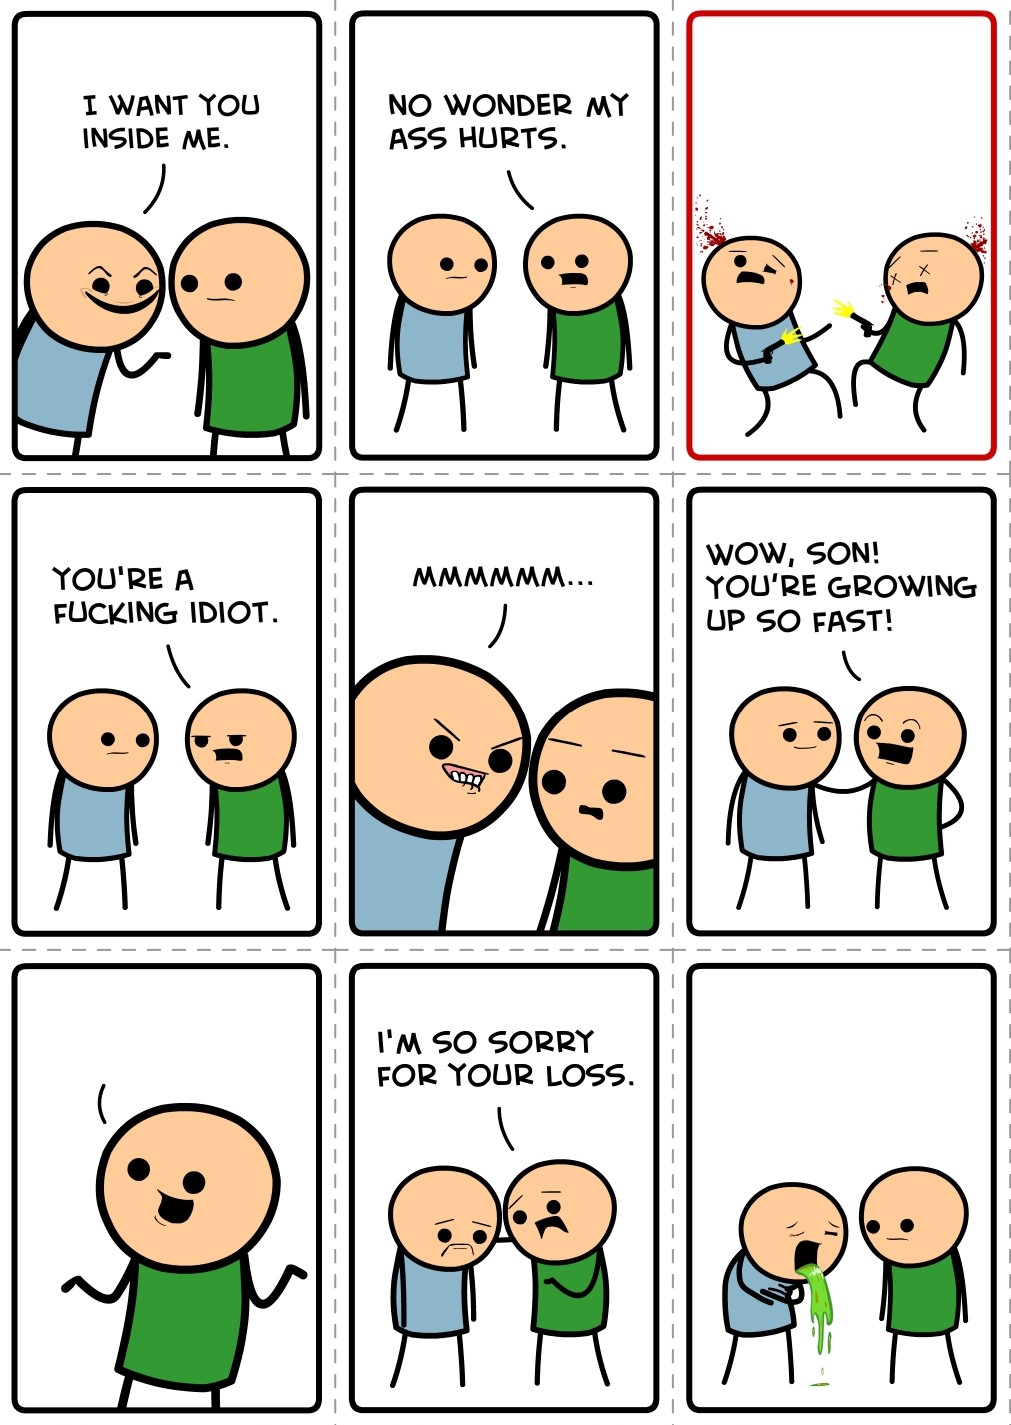 I WANT YOU
INSIDE ME.
NO WONDER MY
ASS HURTS.
YOU'RE A
FUCKING IDIOT.
MMMMMM...
WOW, SON!
YOU'RE GROWING
UP SO FAST!
I'M SO SORRY
FOR YOUR LOSS.